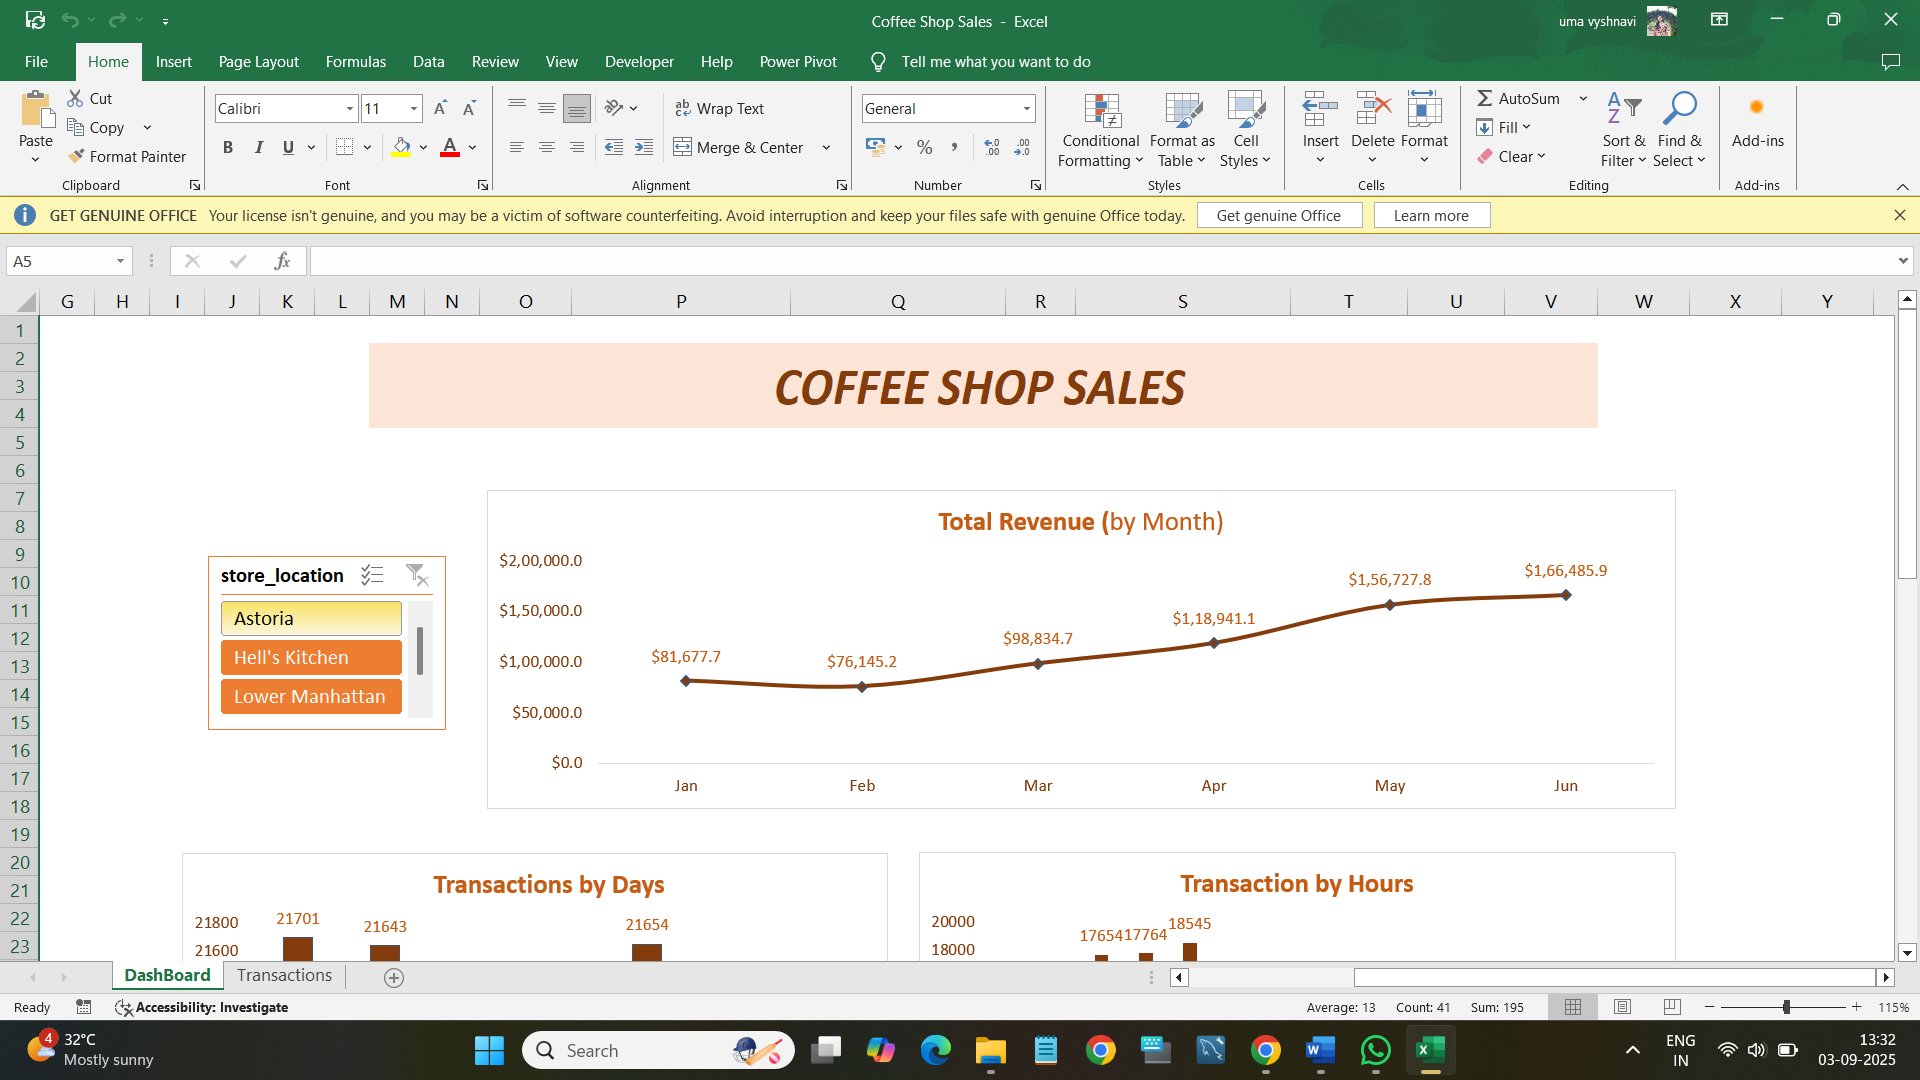 Coffee Shop Sales - Excel
uma vyshnavi
File Home Insert Page Layout Formulas Data Review View Developer Help Power Pivot Tell me what you want to do
Paste
Cut
Copy
Format Painter
Clipboard
Calibri 11
B I U
Font
Wrap Text
Merge & Center
Alignment
General
Number
Conditional Formatting
Format as Table
Cell Styles
Styles
Insert Delete Format
Cells
AutoSum
Fill
Clear
Sort & Filter
Find & Select
Editing
Add-ins
Add-ins
GET GENUINE OFFICE Your license isn't genuine, and you may be a victim of software counterfeiting. Avoid interruption and keep your files safe with genuine Office today. Get genuine Office Learn more
A5 fx
G H I J K L M N O P Q R S T U V W X Y
1
2
3
4
5
6
7
8
9
10
11
12
13
14
15
16
17
18
19
20
21
22
23
COFFEE SHOP SALES
store_location
Astoria
Hell's Kitchen
Lower Manhattan
Total Revenue (by Month)
$2,00,000.0
$1,50,000.0
$1,00,000.0
$50,000.0
$0.0
$81,677.7
$76,145.2
$98,834.7
$1,18,941.1
$1,56,727.8
$1,66,485.9
Jan Feb Mar Apr May Jun
Transactions by Days
21800
21600
21701
21643
21654
Transaction by Hours
20000
18000
17654 17764 18545
DashBoard Transactions
Ready Accessibility: Investigate Average: 13 Count: 41 Sum: 195 115%
4
32°C
Mostly sunny
Search
ENG
IN
13:32
03-09-2025